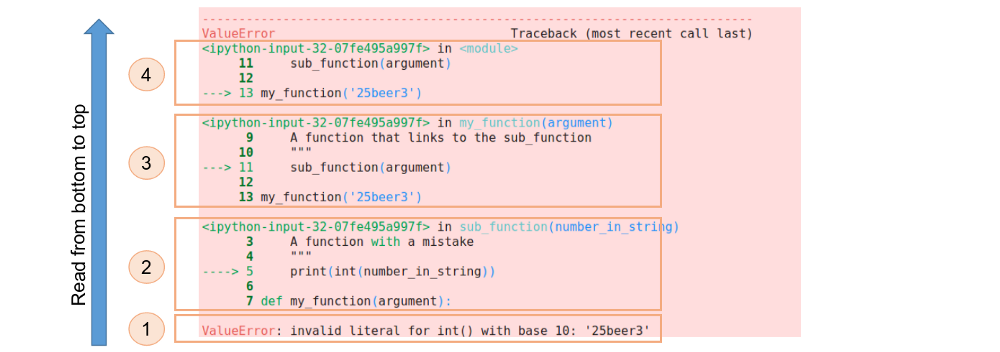 --------------------------------------------------------------------------
ValueError                                Traceback (most recent call last)
<ipython-input-32-07fe495a997f> in <module>
     11     sub_function(argument)
     12
---> 13 my_function('25beer3')
<ipython-input-32-07fe495a997f> in my_function(argument)
      9     A function that links to the sub_function
     10     """
---> 11     sub_function(argument)
     12
     13 my_function('25beer3')
<ipython-input-32-07fe495a997f> in sub_function(number_in_string)
      3     A function with a mistake
      4     """
----> 5     print(int(number_in_string))
      6
      7 def my_function(argument):
ValueError: invalid literal for int() with base 10: '25beer3'
4
3
2
1
Read from bottom to top